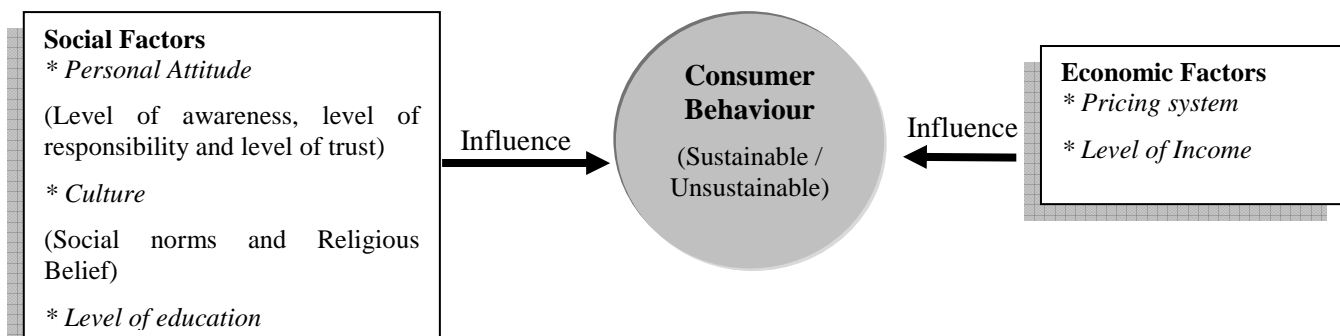 Social Factors
* Personal Attitude
(Level of awareness, level of
responsibility and level of trust)
* Culture
(Social norms and Religious
Belief)
* Level of education
Influence
Consumer
Behaviour
(Sustainable /
Unsustainable)
Influence
Economic Factors
* Pricing system
* Level of Income